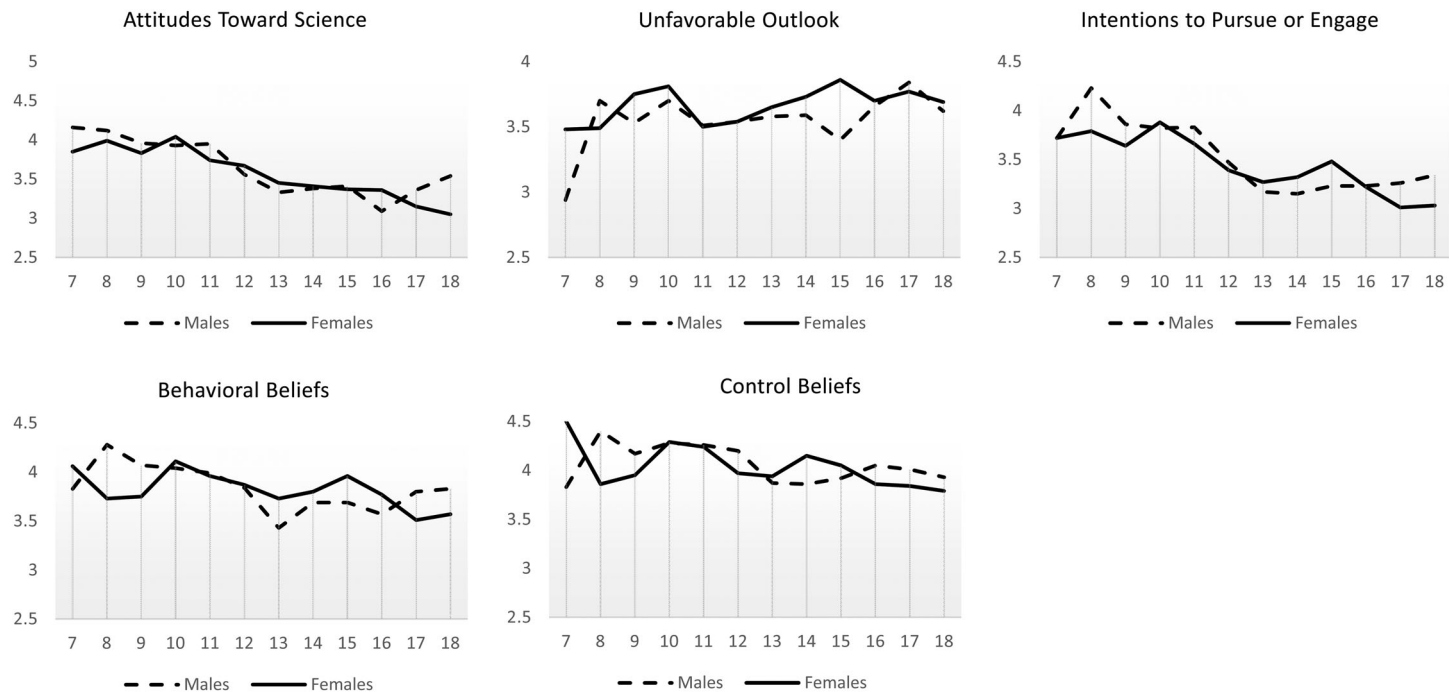 Attitudes Toward Science
5
4.5
4
3.5
3
2.5
7 8 9 10 11 12 13 14 15 16 17 18
Males Females
Unfavorable Outlook
4
3.5
3
2.5
7 8 9 10 11 12 13 14 15 16 17 18
Males Females
Intentions to Pursue or Engage
4.5
4
3.5
3
2.5
7 8 9 10 11 12 13 14 15 16 17 18
Males Females
Behavioral Beliefs
4.5
4
3.5
3
2.5
7 8 9 10 11 12 13 14 15 16 17 18
Males Females
Control Beliefs
4.5
4
3.5
3
2.5
7 8 9 10 11 12 13 14 15 16 17 18
Males Females